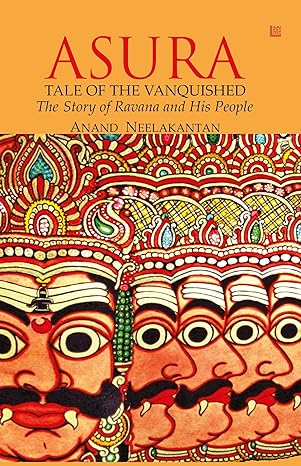 ASURA
TALE OF THE VANQUISHED
The Story of Ravana and His People
ANAND NEELAKANTAN